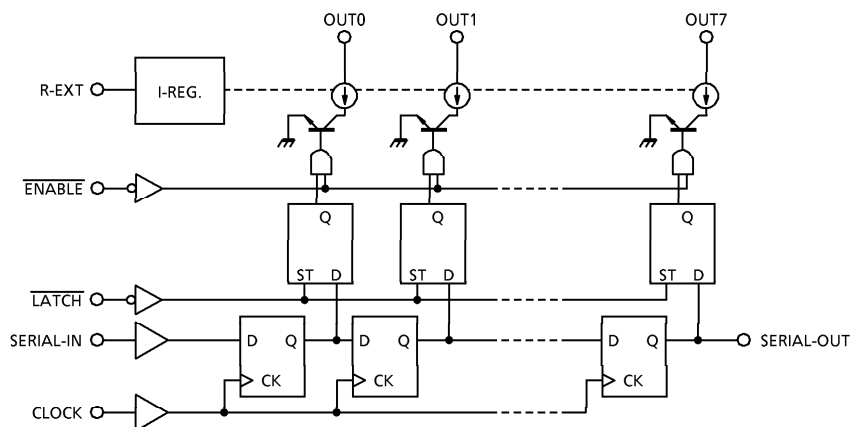 OUT0 OUT1 OUT7
R-EXT I-REG.
ENABLE
Q Q Q
ST D ST D ST D
LATCH
SERIAL-IN D Q D Q D Q SERIAL-OUT
CK CK CK
CLOCK